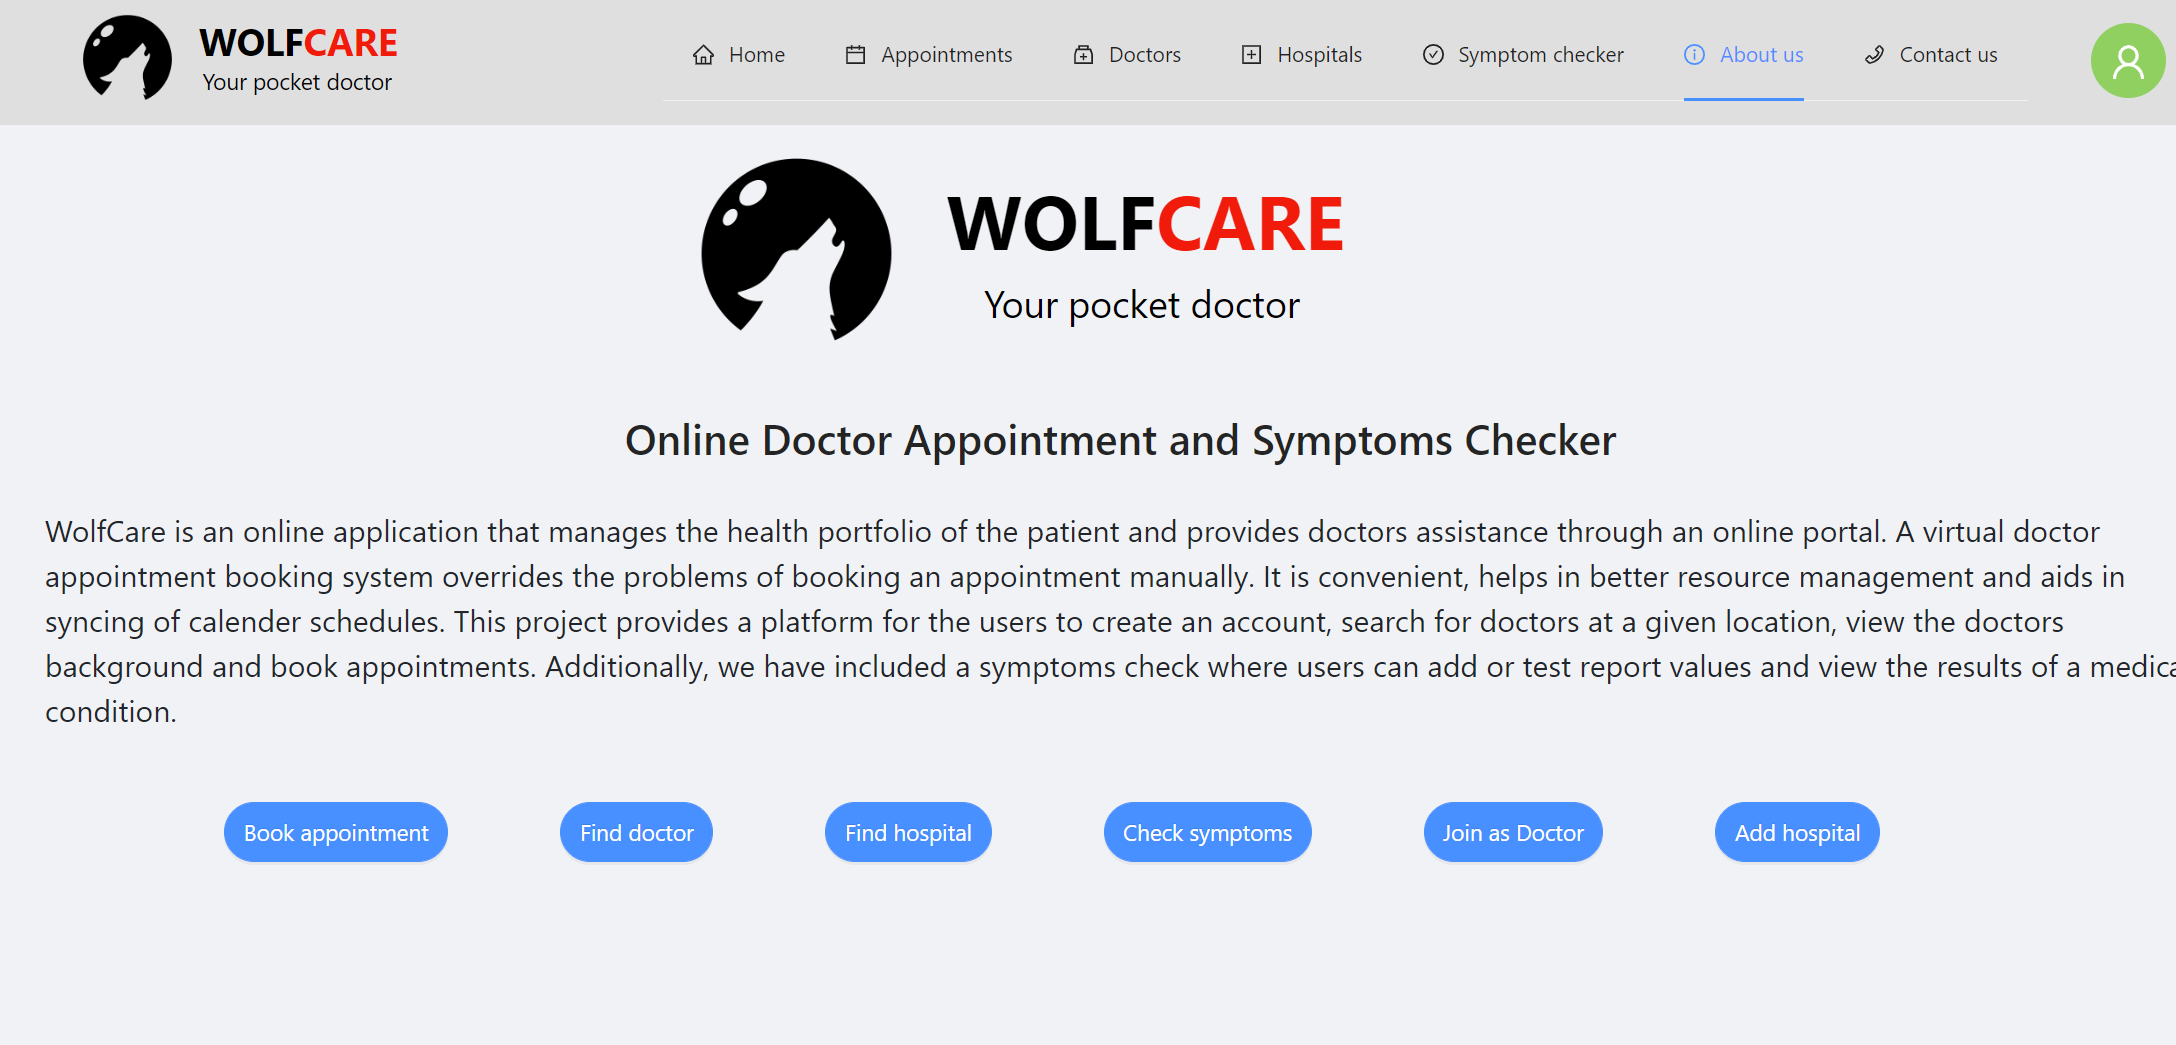 WOLFCARE
Your pocket doctor
Home Appointments Doctors Hospitals Symptom checker About us Contact us
WOLFCARE
Your pocket doctor
Online Doctor Appointment and Symptoms Checker
WolfCare is an online application that manages the health portfolio of the patient and provides doctors assistance through an online portal. A virtual doctor
appointment booking system overrides the problems of booking an appointment manually. It is convenient, helps in better resource management and aids in
syncing of calender schedules. This project provides a platform for the users to create an account, search for doctors at a given location, view the doctors
background and book appointments. Additionally, we have included a symptoms check where users can add or test report values and view the results of a medica
condition.
Book appointment Find doctor Find hospital Check symptoms Join as Doctor Add hospital